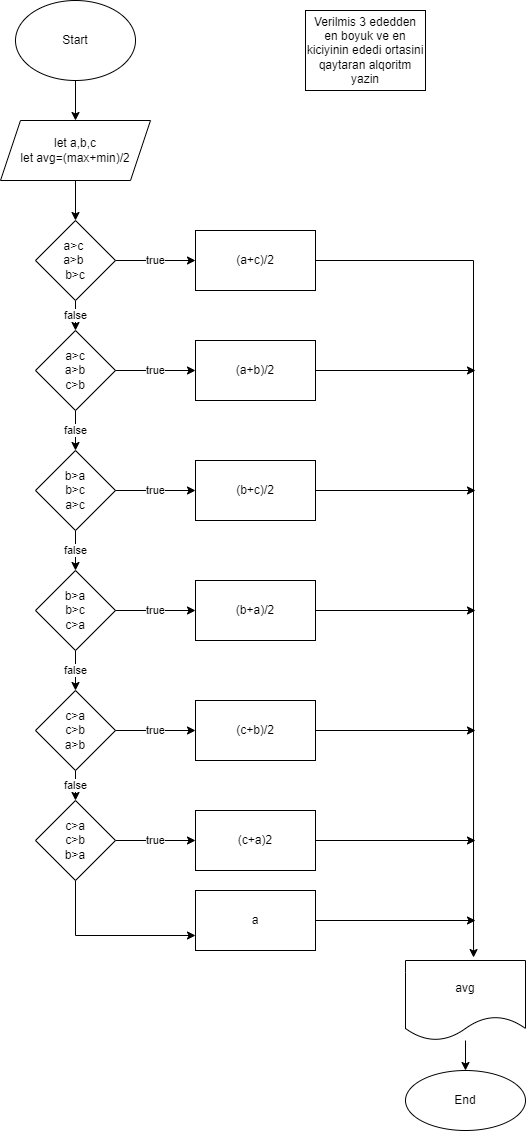 Start
Verilmis 3 ededden
en boyuk ve en
kiciyinin ededi ortasini
qaytaran alqoritm
yazin
let a,b,c
let avg=(max+min)/2
a>c
a>b
b>c
true
(a+c)/2
false
a>c
a>b
c>b
true
(a+b)/2
false
b>a
b>c
a>c
true
(b+c)/2
false
b>a
b>c
c>a
true
(b+a)/2
false
c>a
c>b
a>b
true
(c+b)/2
false
c>a
c>b
b>a
true
(c+a)2
a
avg
End